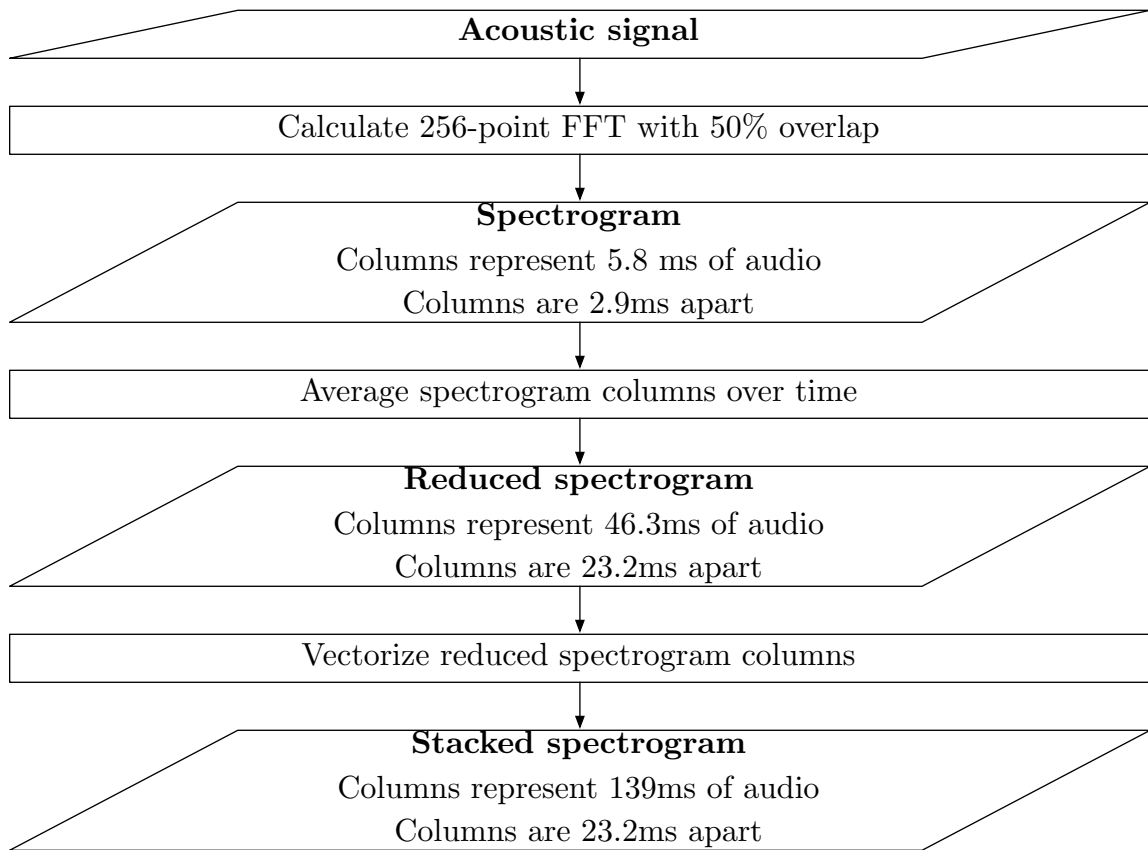 Acoustic signal
Calculate 256-point FFT with 50% overlap
Spectrogram
Columns represent 5.8 ms of audio
Columns are 2.9ms apart
Average spectrogram columns over time
Reduced spectrogram
Columns represent 46.3ms of audio
Columns are 23.2ms apart
Vectorize reduced spectrogram columns
Stacked spectrogram
Columns represent 139ms of audio
Columns are 23.2ms apart